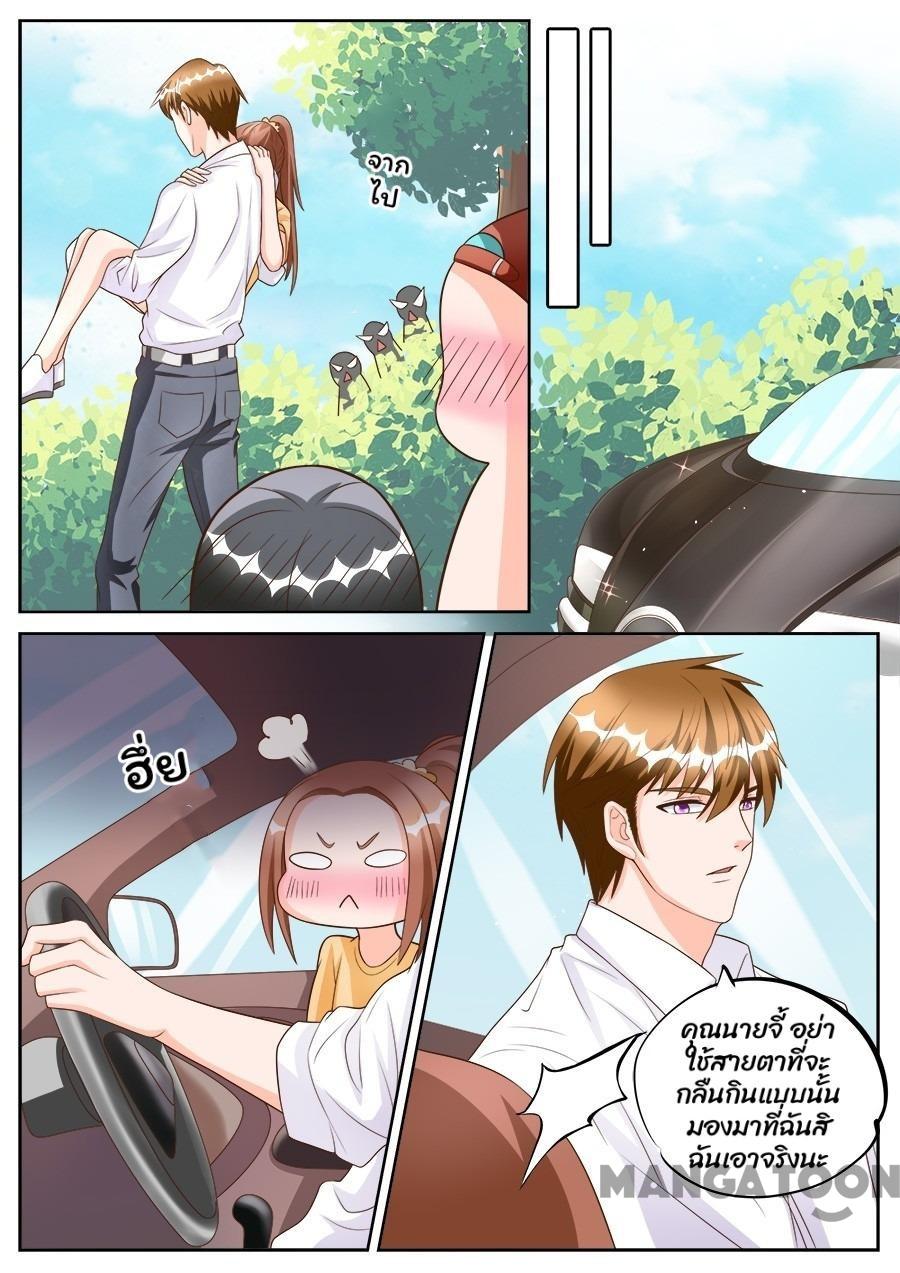 จาก
ไป
ฮึ่ย
คุณนายจี้ อย่า
ใช้สายตาที่จะ
กลืนกินแบบนั้น
มองมาที่ฉันสิ
ฉันเอาจริงนะ
MANGATOON